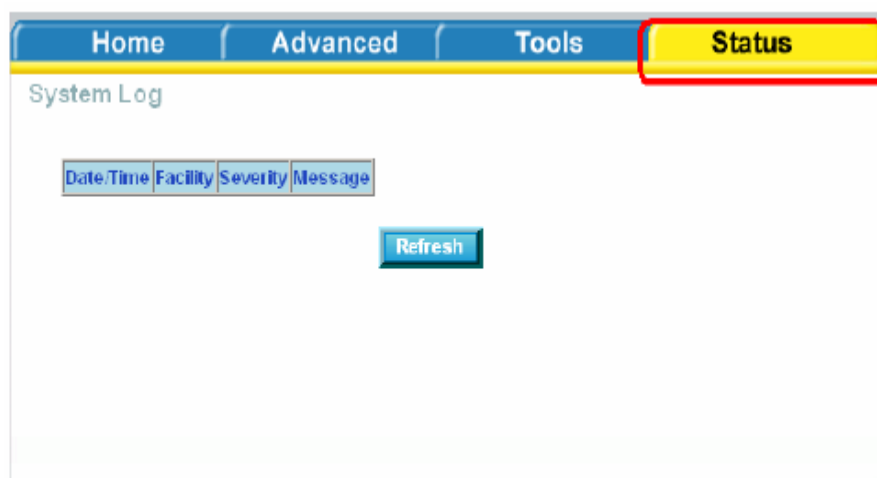 Home Advanced Tools Status
System Log
Date/Time Facility Severity Message
Refresh